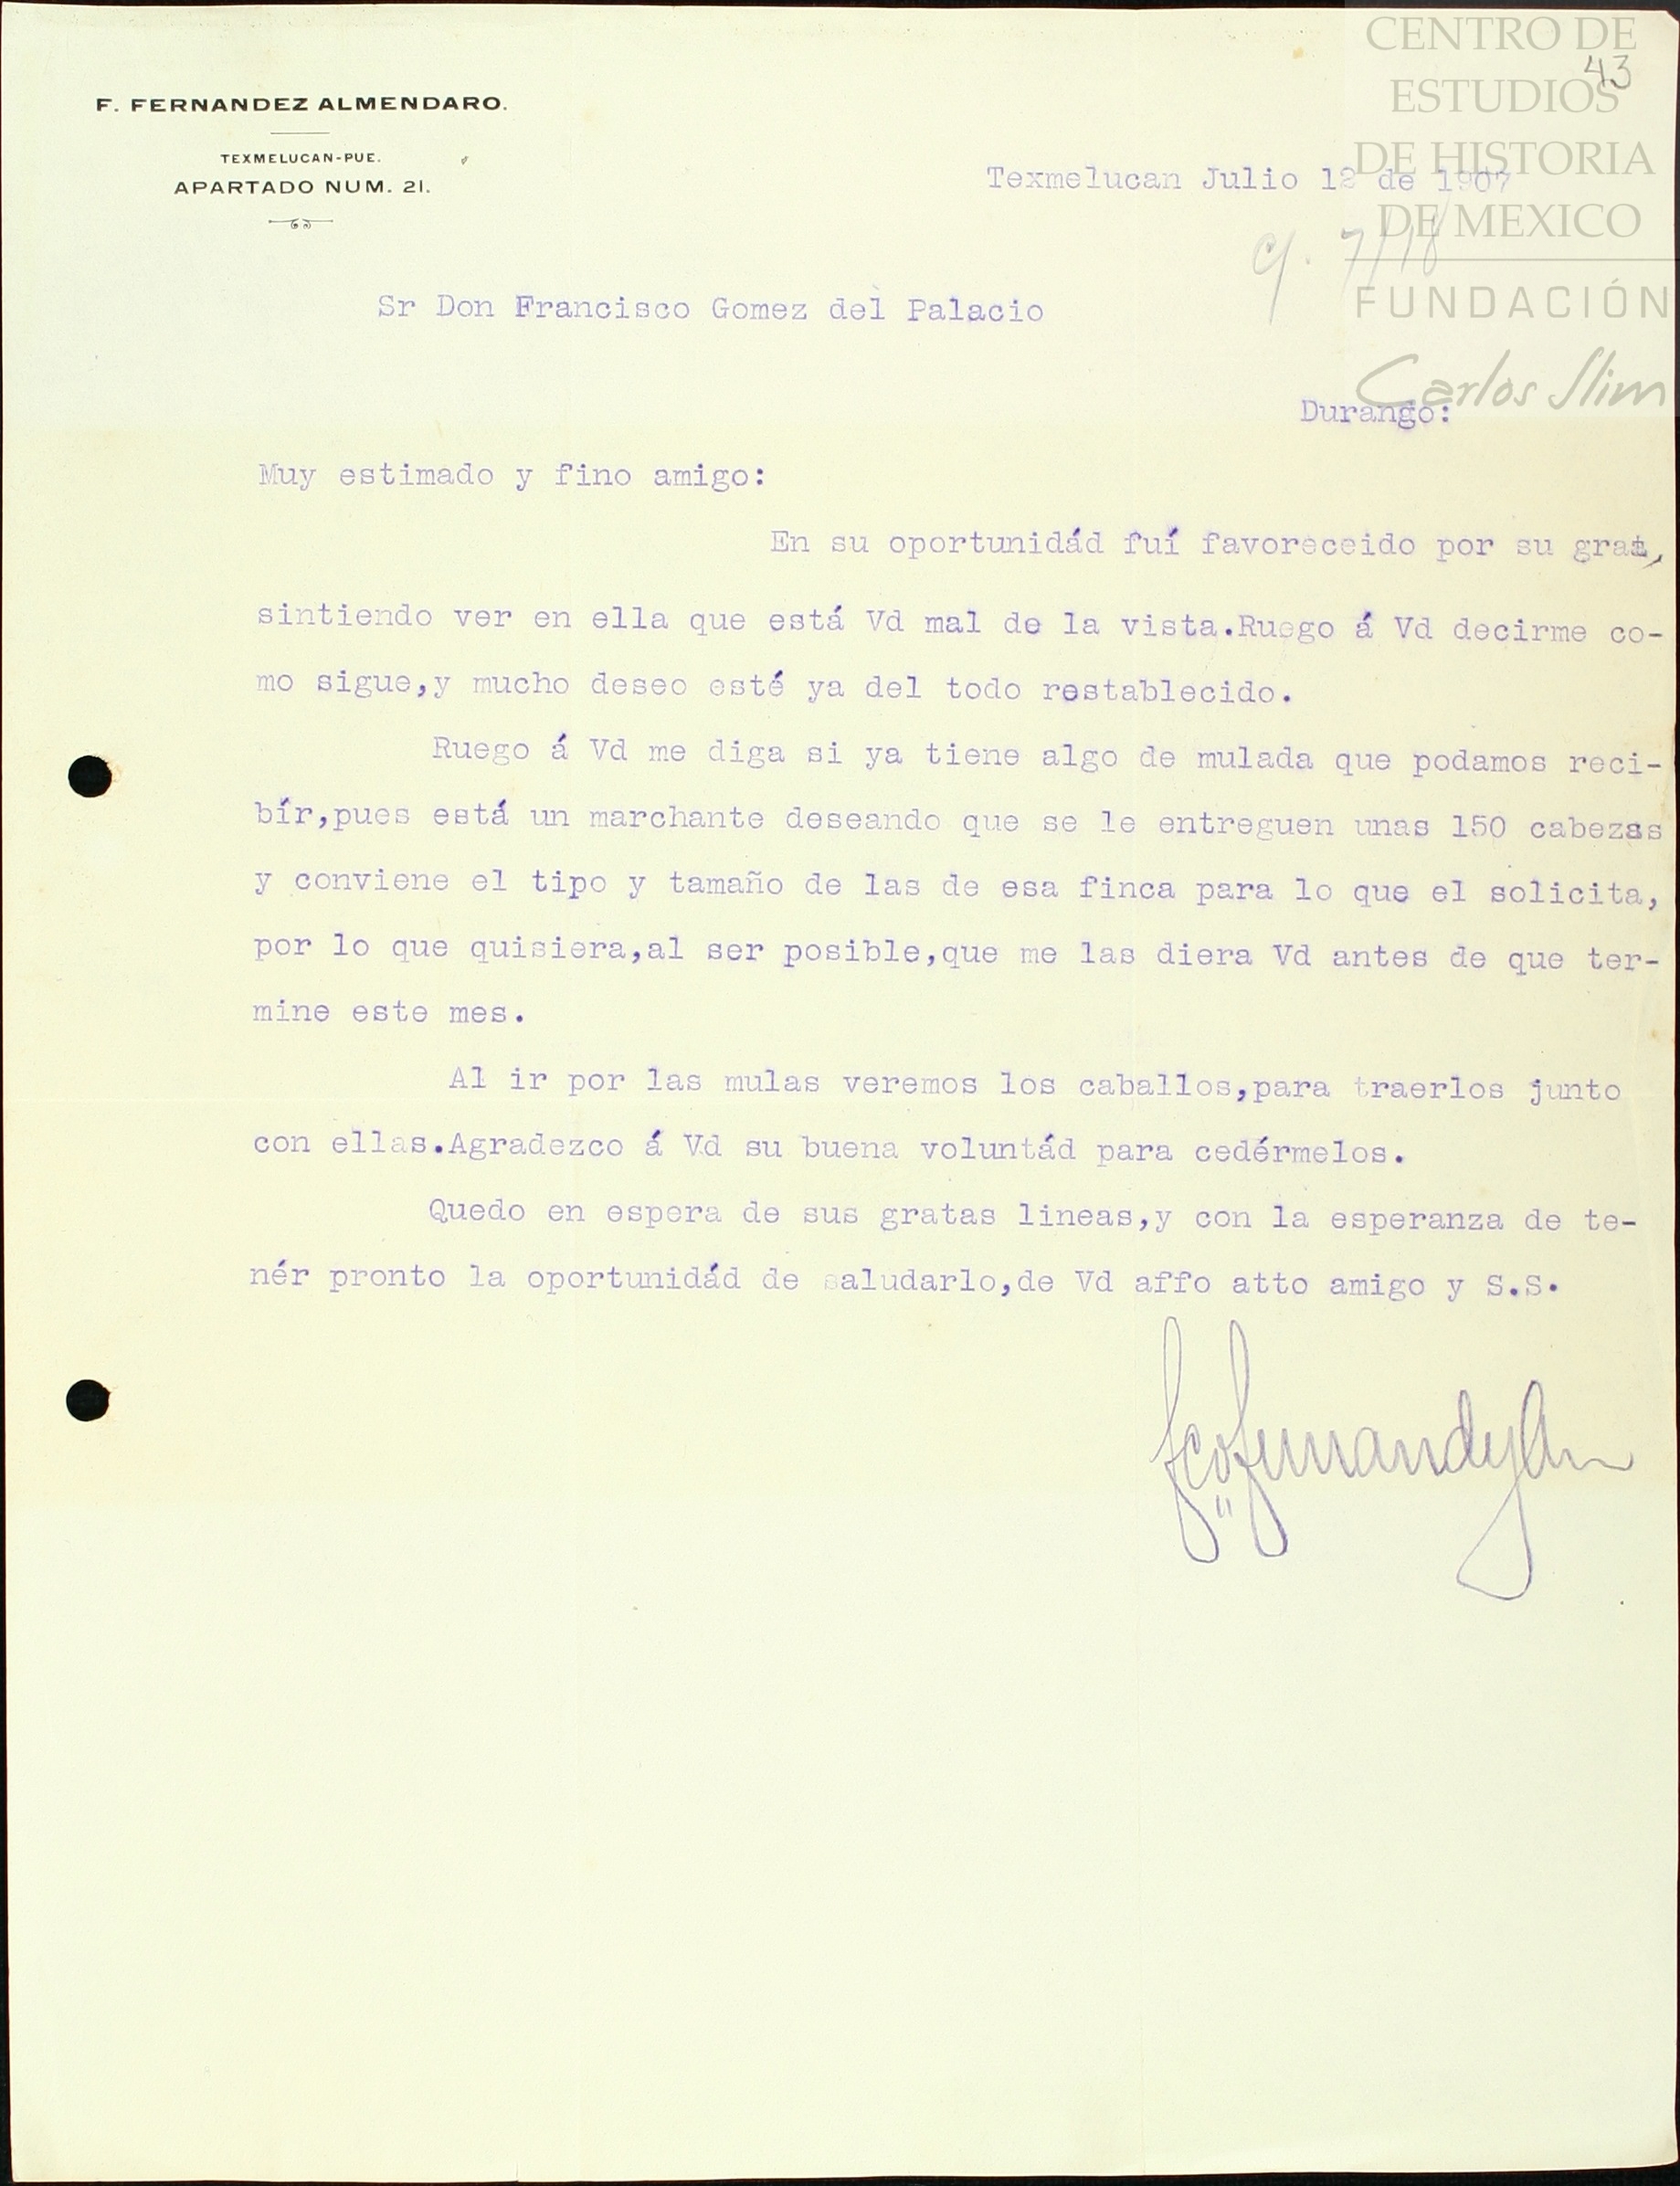 CENTRO DE
ESTUDIOS
DE HISTORIA
DE MEXICO
FUNDACIÓN
Carlos Slim
43
F. FERNANDEZ ALMENDARO.
TEXMELUCAN-PUE.
APARTADO NUM. 21.
Texmelucan Julio 12 de 1907
c/. 7/18
Sr Don Francisco Gomez del Palacio
Durango:
Muy estimado y fino amigo:
En su oportunidád fuí favoreceido por su grat,
sintiendo ver en ella que está Vd mal de la vista.Ruego á Vd decirme co-
mo sigue,y mucho deseo esté ya del todo restablecido.
Ruego á Vd me diga si ya tiene algo de mulada que podamos reci-
bír,pues está un marchante deseando que se le entreguen unas 150 cabezas
y conviene el tipo y tamaño de las de esa finca para lo que el solicita,
por lo que quisiera,al ser posible,que me las diera Vd antes de que ter-
mine este mes.
Al ir por las mulas veremos los caballos,para traerlos junto
con ellas.Agradezco á Vd su buena voluntád para cedérmelos.
Quedo en espera de sus gratas lineas,y con la esperanza de te-
nér pronto la oportunidád de saludarlo,de Vd affo atto amigo y S.S.